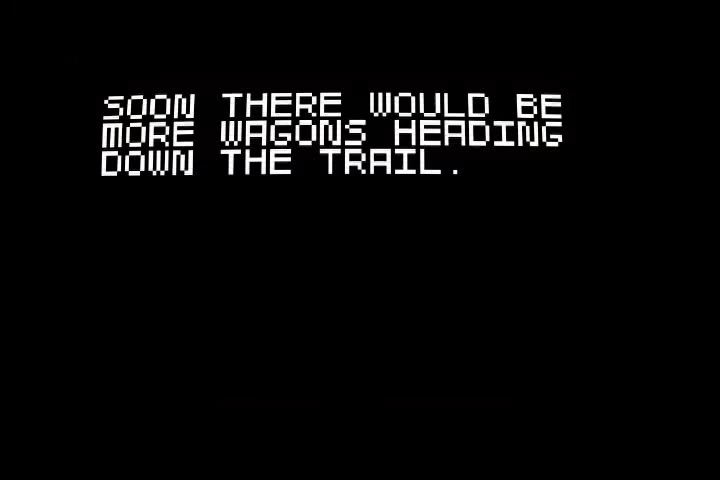 SOON THERE WOULD BE
MORE WAGONS HEADING
DOWN THE TRAIL.